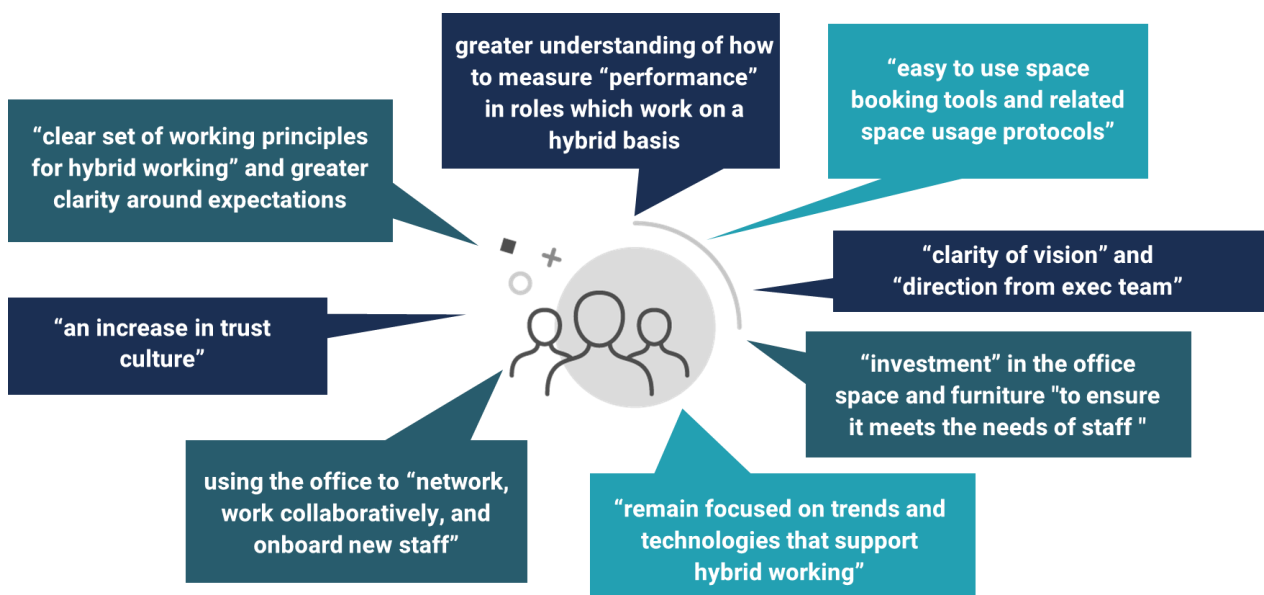 greater understanding of how
to measure “performance”
in roles which work on a
hybrid basis
“easy to use space
booking tools and related
space usage protocols”
“clear set of working principles
for hybrid working” and greater
clarity around expectations
“clarity of vision” and
“direction from exec team”
“an increase in trust
culture”
“investment” in the office
space and furniture "to ensure
it meets the needs of staff "
using the office to “network,
work collaboratively, and
onboard new staff”
“remain focused on trends and
technologies that support
hybrid working”